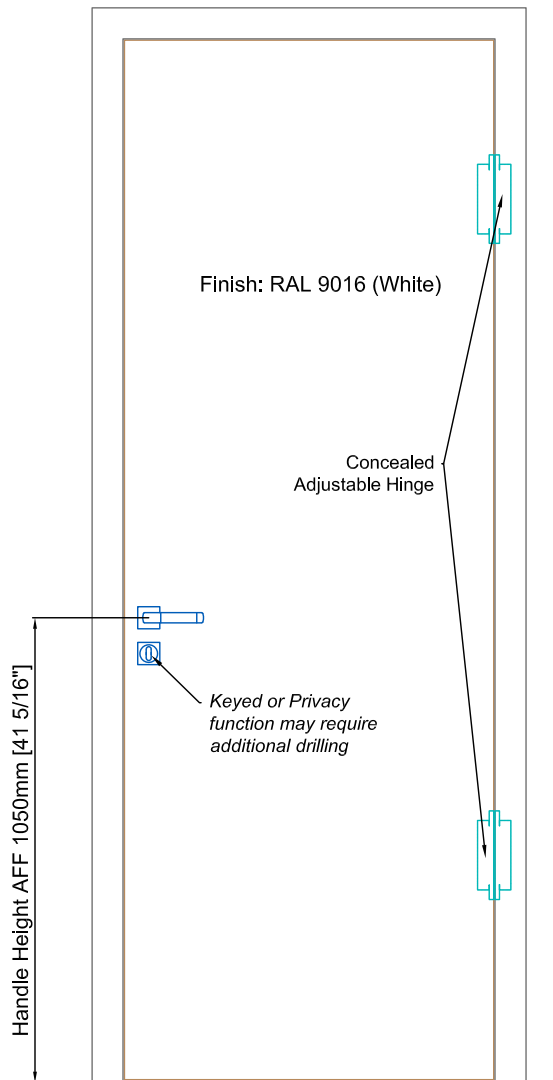 Finish: RAL 9016 (White)
Concealed
Adjustable Hinge
Keyed or Privacy
function may require
additional drilling
Handle Height AFF 1050mm [41 5/16"]